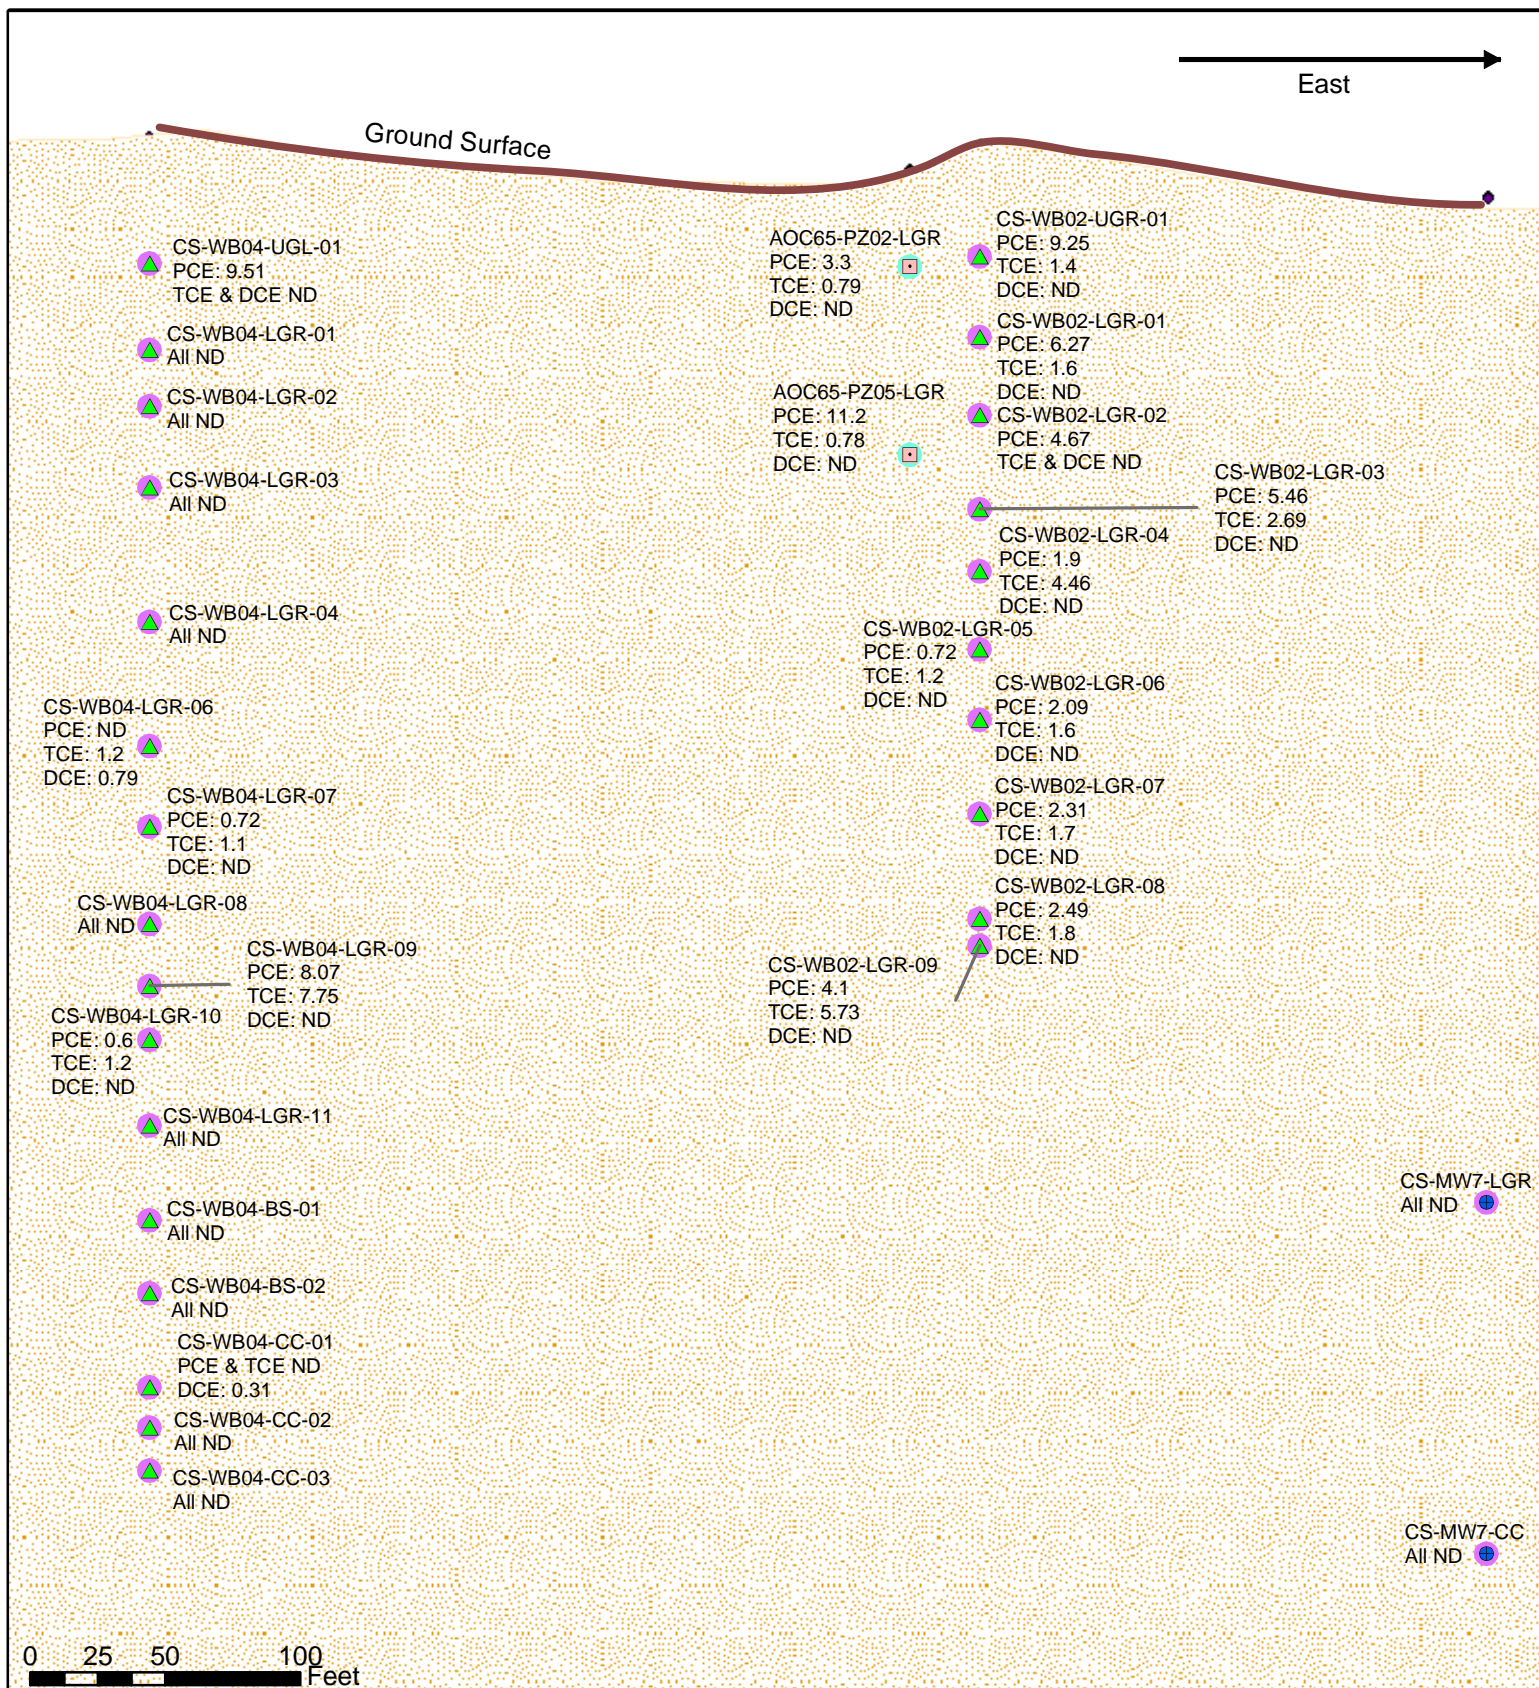 East
Ground Surface
CS-WB04-UGL-01
PCE: 9.51
TCE & DCE ND
CS-WB04-LGR-01
All ND
CS-WB04-LGR-02
All ND
CS-WB04-LGR-03
All ND
CS-WB04-LGR-04
All ND
CS-WB04-LGR-06
PCE: ND
TCE: 1.2
DCE: 0.79
CS-WB04-LGR-07
PCE: 0.72
TCE: 1.1
DCE: ND
CS-WB04-LGR-08
All ND
CS-WB04-LGR-09
PCE: 8.07
TCE: 7.75
DCE: ND
CS-WB04-LGR-10
PCE: 0.6
TCE: 1.2
DCE: ND
CS-WB04-LGR-11
All ND
CS-WB04-BS-01
All ND
CS-WB04-BS-02
All ND
CS-WB04-CC-01
PCE & TCE ND
DCE: 0.31
CS-WB04-CC-02
All ND
CS-WB04-CC-03
All ND
AOC65-PZ02-LGR
PCE: 3.3
TCE: 0.79
DCE: ND
AOC65-PZ05-LGR
PCE: 11.2
TCE: 0.78
DCE: ND
CS-WB02-UGR-01
PCE: 9.25
TCE: 1.4
DCE: ND
CS-WB02-LGR-01
PCE: 6.27
TCE: 1.6
DCE: ND
CS-WB02-LGR-02
PCE: 4.67
TCE & DCE ND
CS-WB02-LGR-03
PCE: 5.46
TCE: 2.69
DCE: ND
CS-WB02-LGR-04
PCE: 1.9
TCE: 4.46
DCE: ND
CS-WB02-LGR-05
PCE: 0.72
TCE: 1.2
DCE: ND
CS-WB02-LGR-06
PCE: 2.09
TCE: 1.6
DCE: ND
CS-WB02-LGR-07
PCE: 2.31
TCE: 1.7
DCE: ND
CS-WB02-LGR-08
PCE: 2.49
TCE: 1.8
DCE: ND
CS-WB02-LGR-09
PCE: 4.1
TCE: 5.73
DCE: ND
CS-MW7-LGR
All ND
CS-MW7-CC
All ND
0 25 50 100
Feet